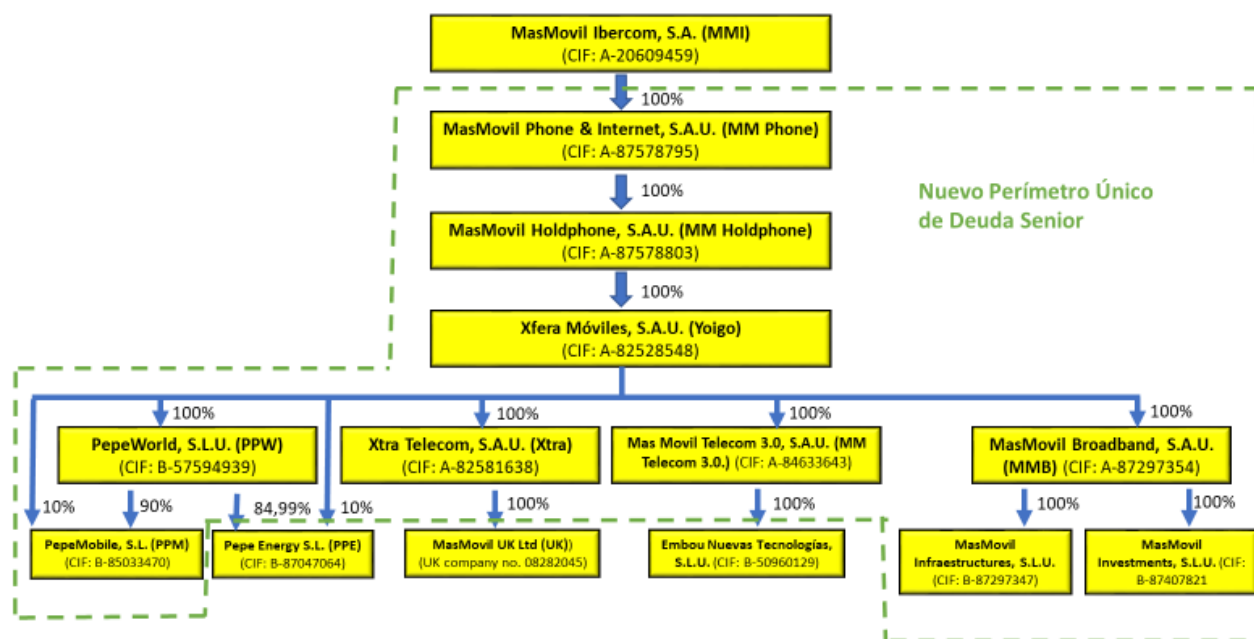 MasMovil Ibercom, S.A. (MMI)
(CIF: A-20609459)
100%
MasMovil Phone & Internet, S.A.U. (MM Phone)
(CIF: A-87578795)
100%
Nuevo Perímetro Único
de Deuda Senior
MasMovil Holdphone, S.A.U. (MM Holdphone)
(CIF: A-87578803)
100%
Xfera Móviles, S.A.U. (Yoigo)
(CIF: A-82528548)
100%
100%
100%
100%
PepeWorld, S.L.U. (PPW)
(CIF: B-57594939)
Xtra Telecom, S.A.U. (Xtra)
(CIF: A-82581638)
Mas Movil Telecom 3.0, S.A.U. (MM
Telecom 3.0.) (CIF: A-84633643)
MasMovil Broadband, S.A.U.
(MMB) (CIF: A-87297354)
10%
90%
84,99%
10%
100%
100%
100%
100%
PepeMobile, S.L. (PPM)
(CIF: B-85033470)
Pepe Energy S.L. (PPE)
(CIF: B-87047064)
MasMovil UK Ltd (UK))
(UK company no. 08282045)
Embou Nuevas Tecnologías,
S.L.U. (CIF: B-50960129)
MasMovil
Infraestructures, S.L.U.
(CIF: B-87297347)
MasMovil
Investments, S.L.U. (CIF:
B-87407821